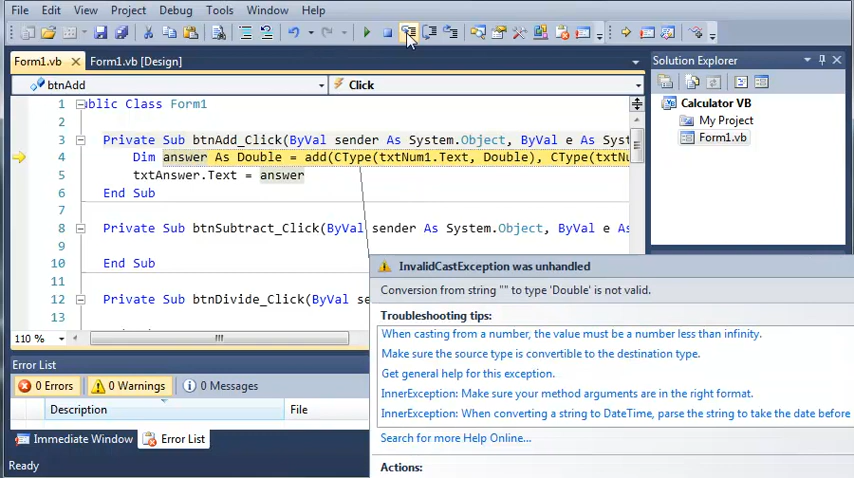 File Edit View Project Debug Tools Window Help
Form1.vb Form1.vb [Design]
btnAdd Click
1 ublic Class Form1
2
3 Private Sub btnAdd_Click(ByVal sender As System.Object, ByVal e As Syst
4 Dim answer As Double = add(CType(txtNum1.Text, Double), CType(txtNu
5 txtAnswer.Text = answer
6 End Sub
7
8 Private Sub btnSubtract_Click(ByVal sender As System.Object, ByVal e As
9
10 End Sub
11
12 Private Sub btnDivide_Click(ByVal se
13
110 %
Solution Explorer
Calculator VB
My Project
Form1.vb
InvalidCastException was unhandled
Conversion from string "" to type 'Double' is not valid.
Troubleshooting tips:
When casting from a number, the value must be a number less than infinity.
Make sure the source type is convertible to the destination type.
Get general help for this exception.
InnerException: Make sure your method arguments are in the right format.
InnerException: When converting a string to DateTime, parse the string to take the date before
Search for more Help Online...
Actions:
Error List
0 Errors 0 Warnings 0 Messages
Description File
Immediate Window Error List
Ready